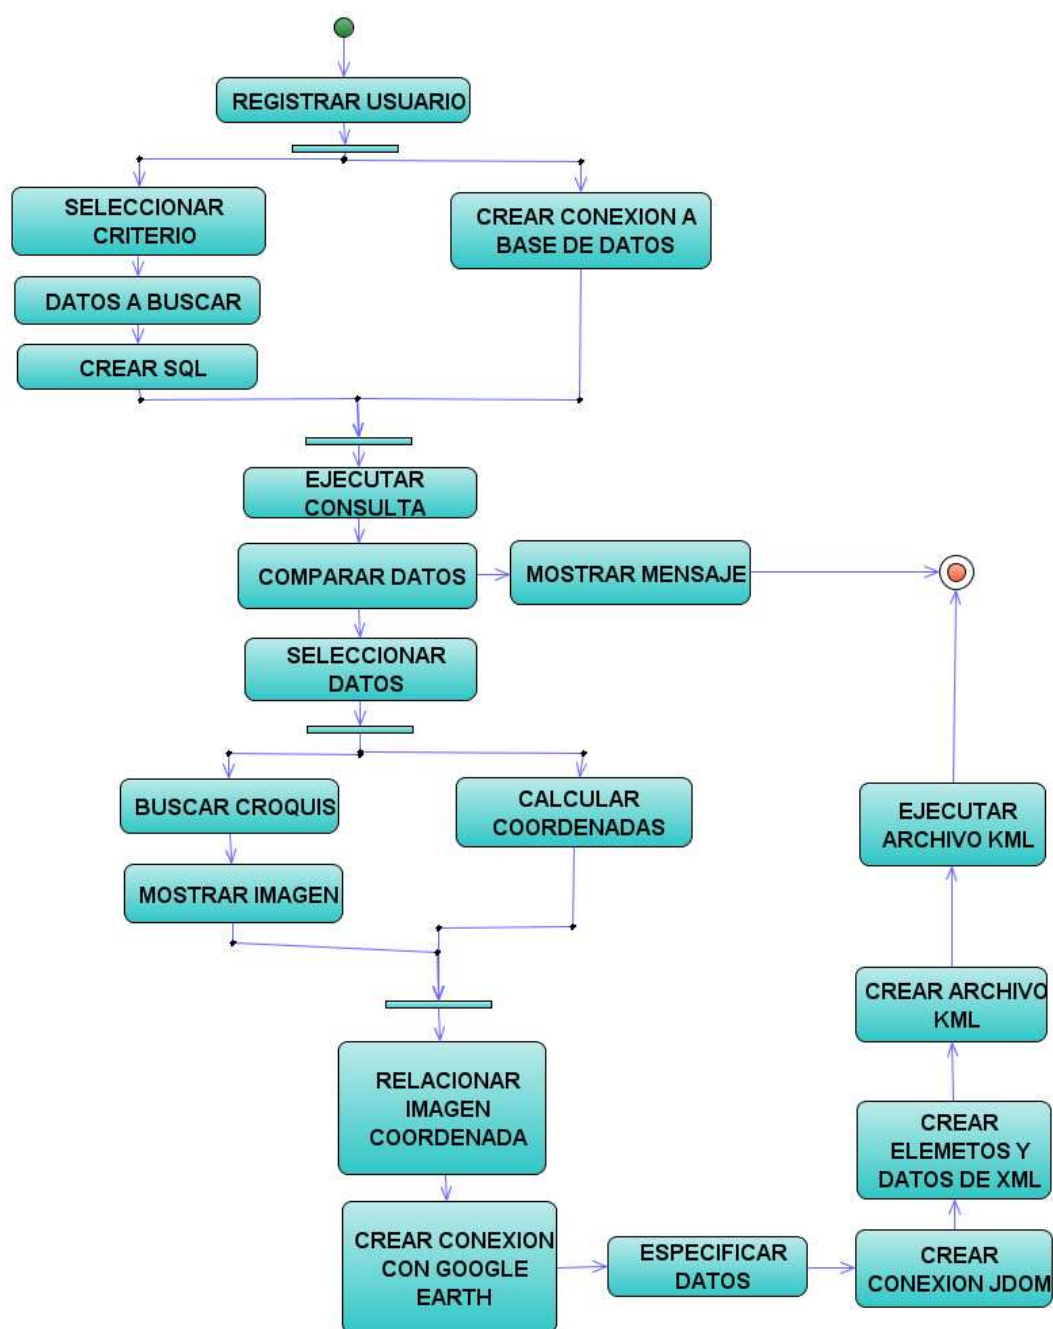 REGISTRAR USUARIO
SELECCIONAR
CRITERIO
CREAR CONEXION A
BASE DE DATOS
DATOS A BUSCAR
CREAR SQL
EJECUTAR
CONSULTA
COMPARAR DATOS
MOSTRAR MENSAJE
SELECCIONAR
DATOS
BUSCAR CROQUIS
CALCULAR
COORDENADAS
MOSTRAR IMAGEN
RELACIONAR
IMAGEN
COORDENADA
CREAR CONEXION
CON GOOGLE
EARTH
ESPECIFICAR
DATOS
CREAR
CONEXION JDOM
CREAR
ELEMETOS Y
DATOS DE XML
CREAR ARCHIVO
KML
EJECUTAR
ARCHIVO KML